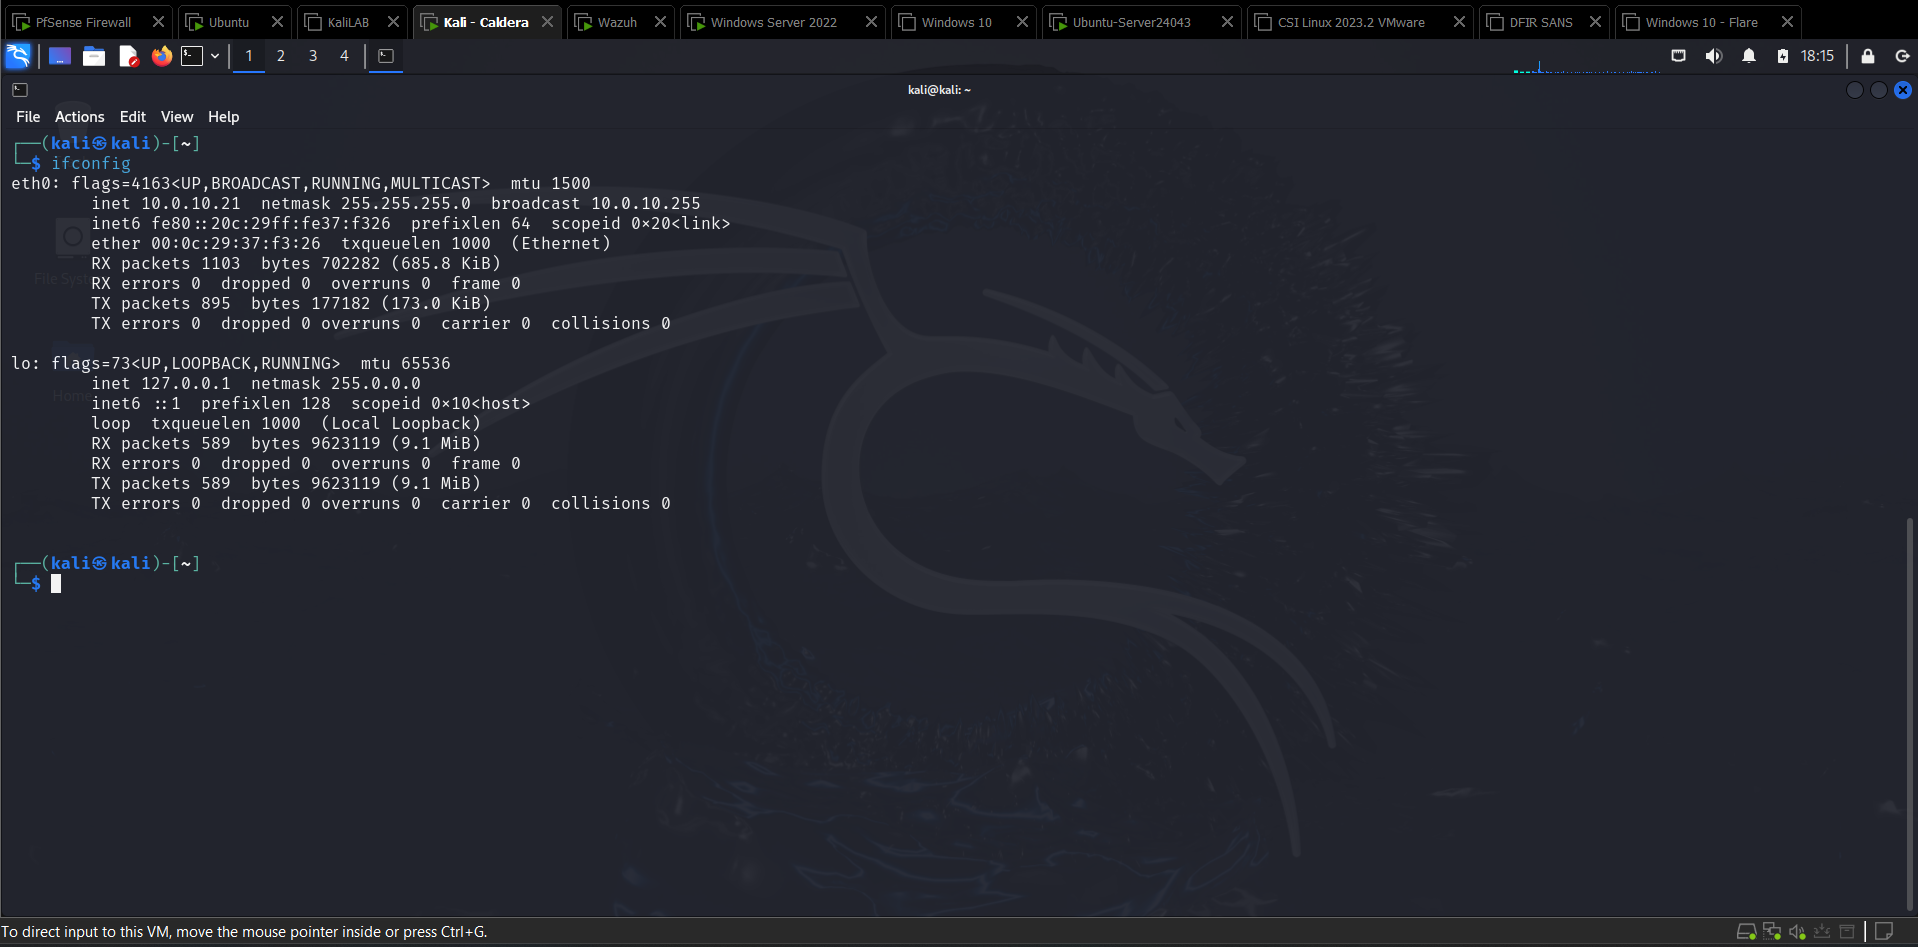 PfSense Firewall
Ubuntu
KaliLAB
Kali - Caldera
Wazuh
Windows Server 2022
Windows 10
Ubuntu-Server24043
CSI Linux 2023.2 VMware
DFIR SANS
Windows 10 - Flare
1 2 3 4
18:15
kali@kali: ~
File Actions Edit View Help
┌──(kali㉿kali)-[~]
└─$ ifconfig
eth0: flags=4163<UP,BROADCAST,RUNNING,MULTICAST>  mtu 1500
        inet 10.0.10.21  netmask 255.255.255.0  broadcast 10.0.10.255
        inet6 fe80::20c:29ff:fe37:f326  prefixlen 64  scopeid 0×20<link>
        ether 00:0c:29:37:f3:26  txqueuelen 1000  (Ethernet)
        RX packets 1103  bytes 702282 (685.8 KiB)
        RX errors 0  dropped 0  overruns 0  frame 0
        TX packets 895  bytes 177182 (173.0 KiB)
        TX errors 0  dropped 0 overruns 0  carrier 0  collisions 0
lo: flags=73<UP,LOOPBACK,RUNNING>  mtu 65536
        inet 127.0.0.1  netmask 255.0.0.0
        inet6 ::1  prefixlen 128  scopeid 0×10<host>
        loop  txqueuelen 1000  (Local Loopback)
        RX packets 589  bytes 9623119 (9.1 MiB)
        RX errors 0  dropped 0  overruns 0  frame 0
        TX packets 589  bytes 9623119 (9.1 MiB)
        TX errors 0  dropped 0 overruns 0  carrier 0  collisions 0
┌──(kali㉿kali)-[~]
└─$
File Syst
Home
To direct input to this VM, move the mouse pointer inside or press Ctrl+G.